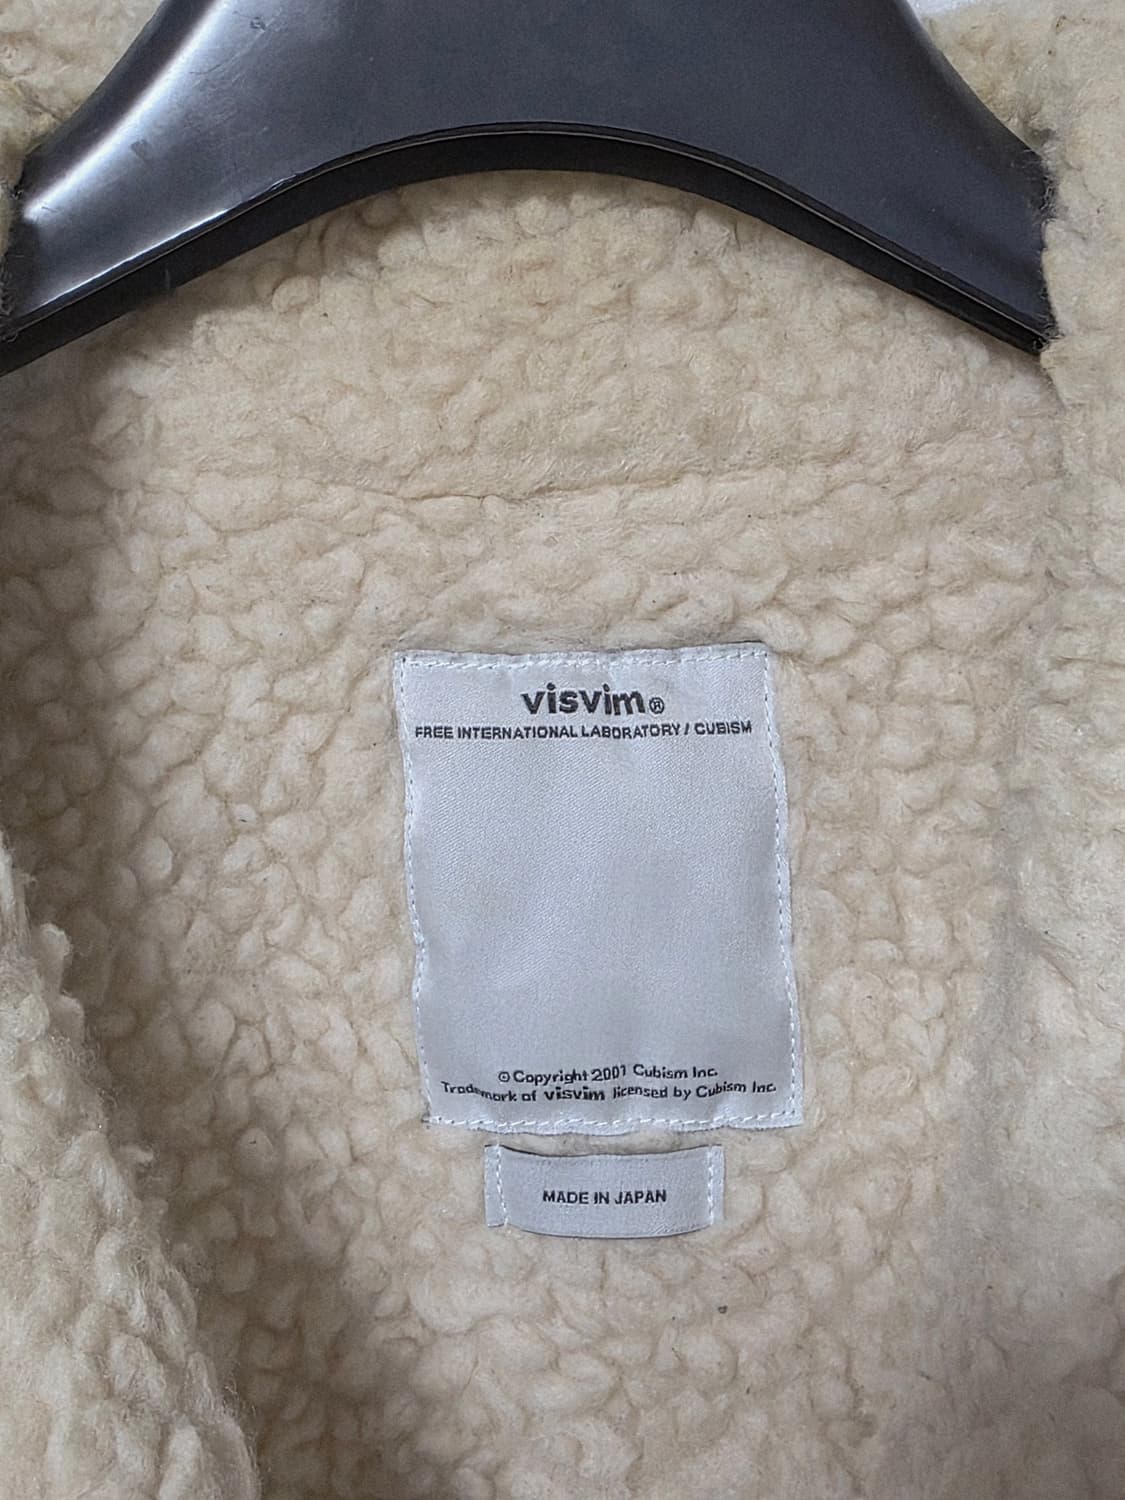 visvim®
FREE INTERNATIONAL LABORATORY / CUBISM
© Copyright 2001 Cubism Inc.
Trademark of visvim licensed by Cubism Inc.
MADE IN JAPAN